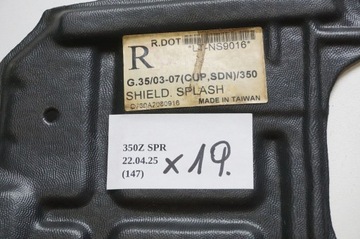 R.DOT *L4-NS9016*
R
G.35/03-07(CUP,SDN)/350
SHIELD. SPLASH
MADE IN TAIWAN
350Z SPR
22.04.25
(147)
x 19.